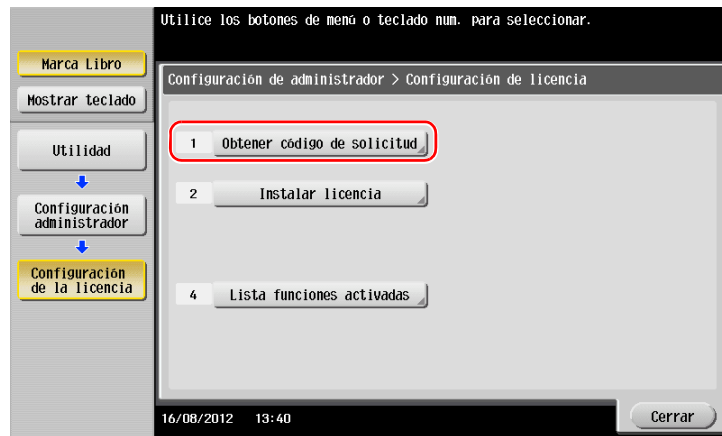 Utilice los botones de menú o teclado num. para seleccionar.
Marca Libro
Mostrar teclado
Utilidad
Configuración
administrador
Configuración
de la licencia
Configuración de administrador > Configuración de licencia
1 Obtener código de solicitud
2 Instalar licencia
4 Lista funciones activadas
16/08/2012 13:40
Cerrar